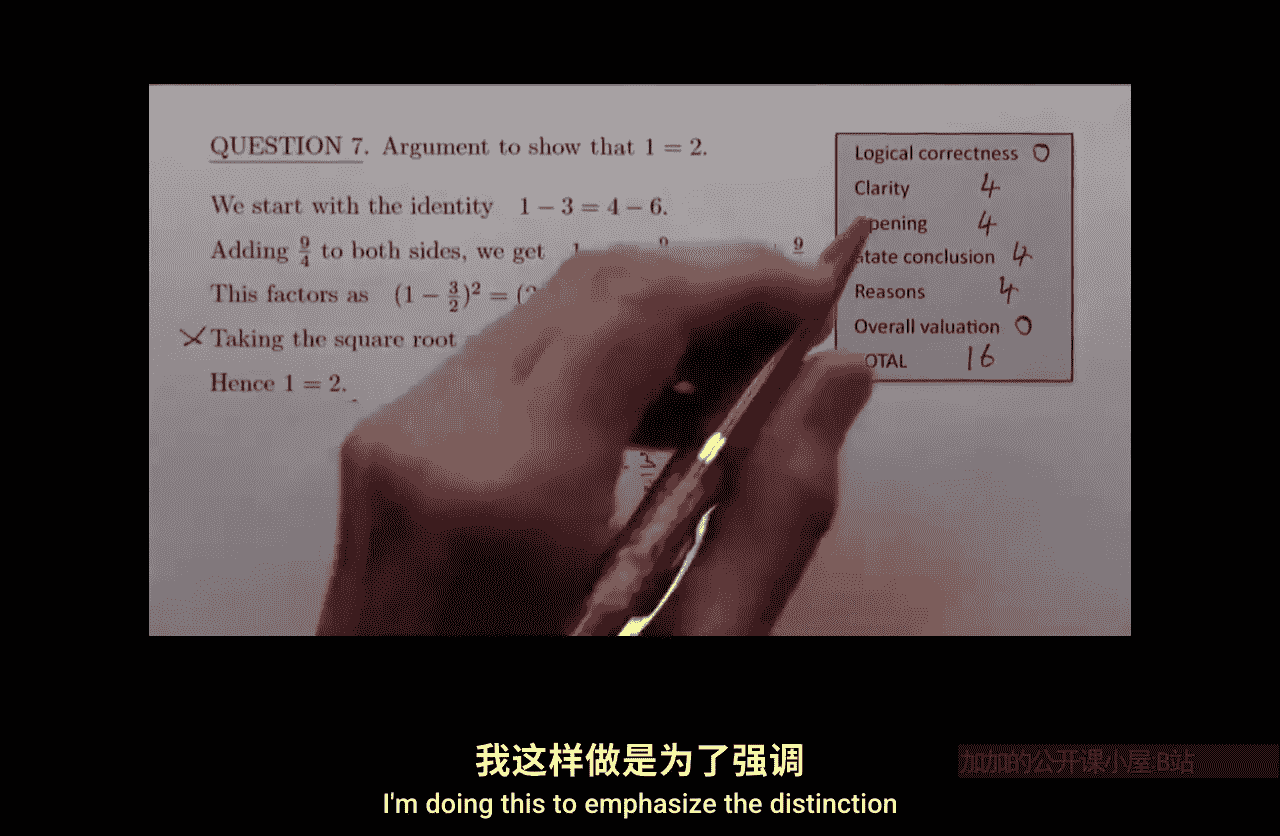 QUESTION 7. Argument to show that 1 = 2.
We start with the identity 1 − 3 = 4 − 6.
Adding 9/4 to both sides, we get
This factors as (1 − 3/2)² = (
✕ Taking the square root
Hence 1 = 2.
Logical correctness 0
Clarity 4
pening 4
tate conclusion 4
Reasons 4
Overall valuation 0
OTAL 16
我这样做是为了强调
I'm doing this to emphasize the distinction
加加的公开课小屋:B站